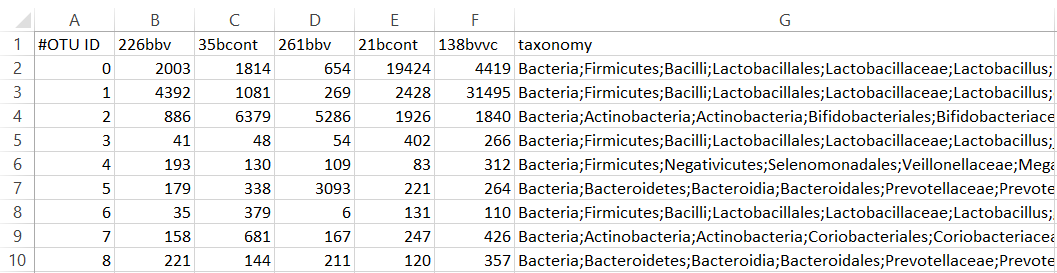 A B C D E F G
1 #OTU ID 226bbv 35bcont 261bbv 21bcont 138bvvc taxonomy
2 0 2003 1814 654 19424 4419 Bacteria;Firmicutes;Bacilli;Lactobacillales;Lactobacillaceae;Lactobacillus;
3 1 4392 1081 269 2428 31495 Bacteria;Firmicutes;Bacilli;Lactobacillales;Lactobacillaceae;Lactobacillus;
4 2 886 6379 5286 1926 1840 Bacteria;Actinobacteria;Actinobacteria;Bifidobacteriales;Bifidobacteriace
5 3 41 48 54 402 266 Bacteria;Firmicutes;Bacilli;Lactobacillales;Lactobacillaceae;Lactobacillus;
6 4 193 130 109 83 312 Bacteria;Firmicutes;Negativicutes;Selenomonadales;Veillonellaceae;Mega
7 5 179 338 3093 221 264 Bacteria;Bacteroidetes;Bacteroidia;Bacteroidales;Prevotellaceae;Prevote
8 6 35 379 6 131 110 Bacteria;Firmicutes;Bacilli;Lactobacillales;Lactobacillaceae;Lactobacillus;
9 7 158 681 167 247 426 Bacteria;Actinobacteria;Actinobacteria;Coriobacteriales;Coriobacteriacea
10 8 221 144 211 120 357 Bacteria;Bacteroidetes;Bacteroidia;Bacteroidales;Prevotellaceae;Prevote